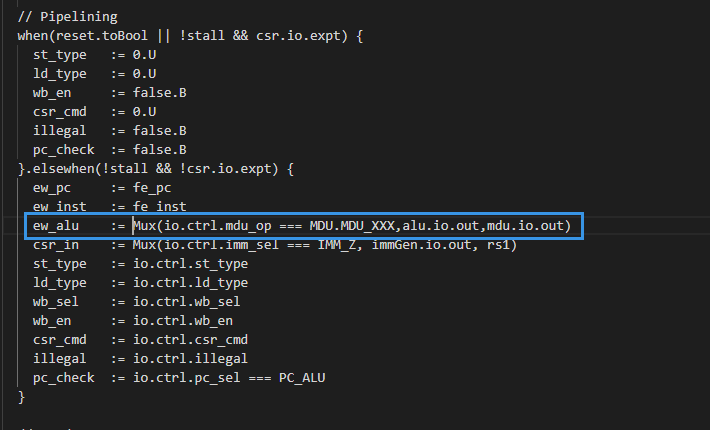 // Pipelining
when(reset.toBool || !stall && csr.io.expt) {
st_type := 0.U
ld_type := 0.U
wb_en := false.B
csr_cmd := 0.U
illegal := false.B
pc_check := false.B
}.elsewhen(!stall && !csr.io.expt) {
ew_pc := fe_pc
ew_inst := fe_inst
ew_alu := Mux(io.ctrl.mdu_op === MDU.MDU_XXX,alu.io.out,mdu.io.out)
csr_in := Mux(io.ctrl.imm_sel === IMM_Z, immGen.io.out, rs1)
st_type := io.ctrl.st_type
ld_type := io.ctrl.ld_type
wb_sel := io.ctrl.wb_sel
wb_en := io.ctrl.wb_en
csr_cmd := io.ctrl.csr_cmd
illegal := io.ctrl.illegal
pc_check := io.ctrl.pc_sel === PC_ALU
}